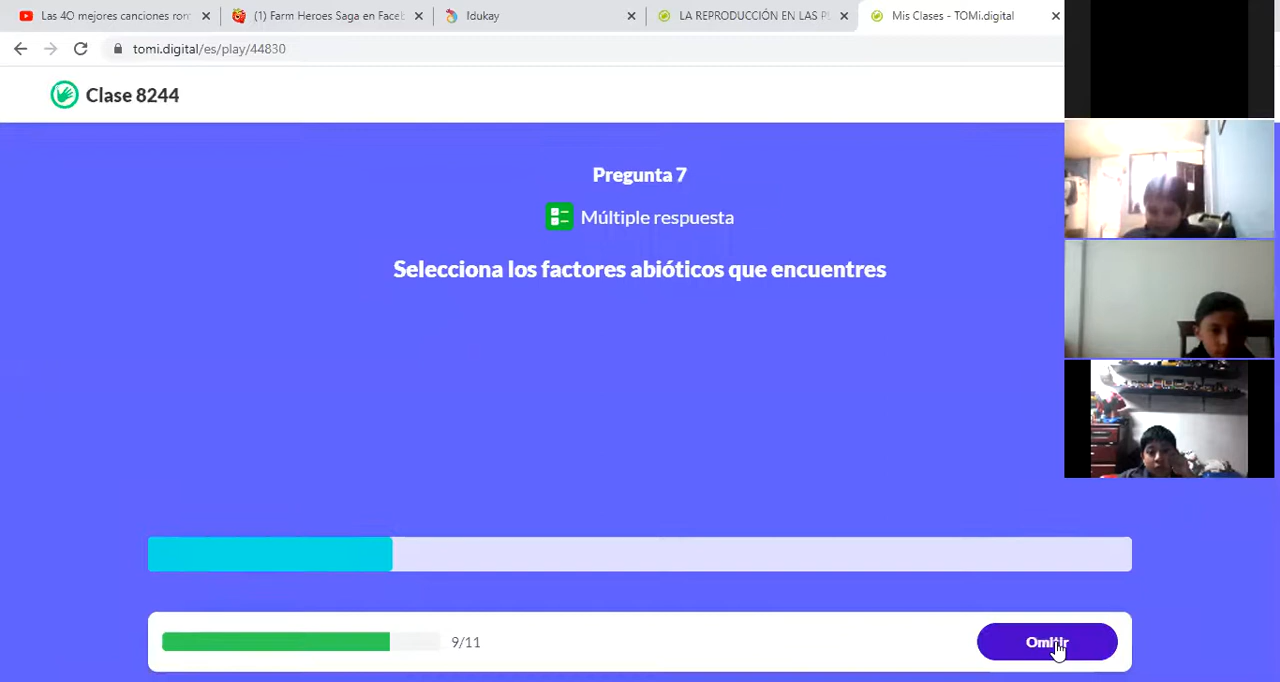 Las 40 mejores canciones ron
(1) Farm Heroes Saga en Faceb
Idukay
LA REPRODUCCIÓN EN LAS P
Mis Clases - TOMi.digital
tomi.digital/es/play/44830
Clase 8244
Pregunta 7
Múltiple respuesta
Selecciona los factores abióticos que encuentres
9/11
Omitir